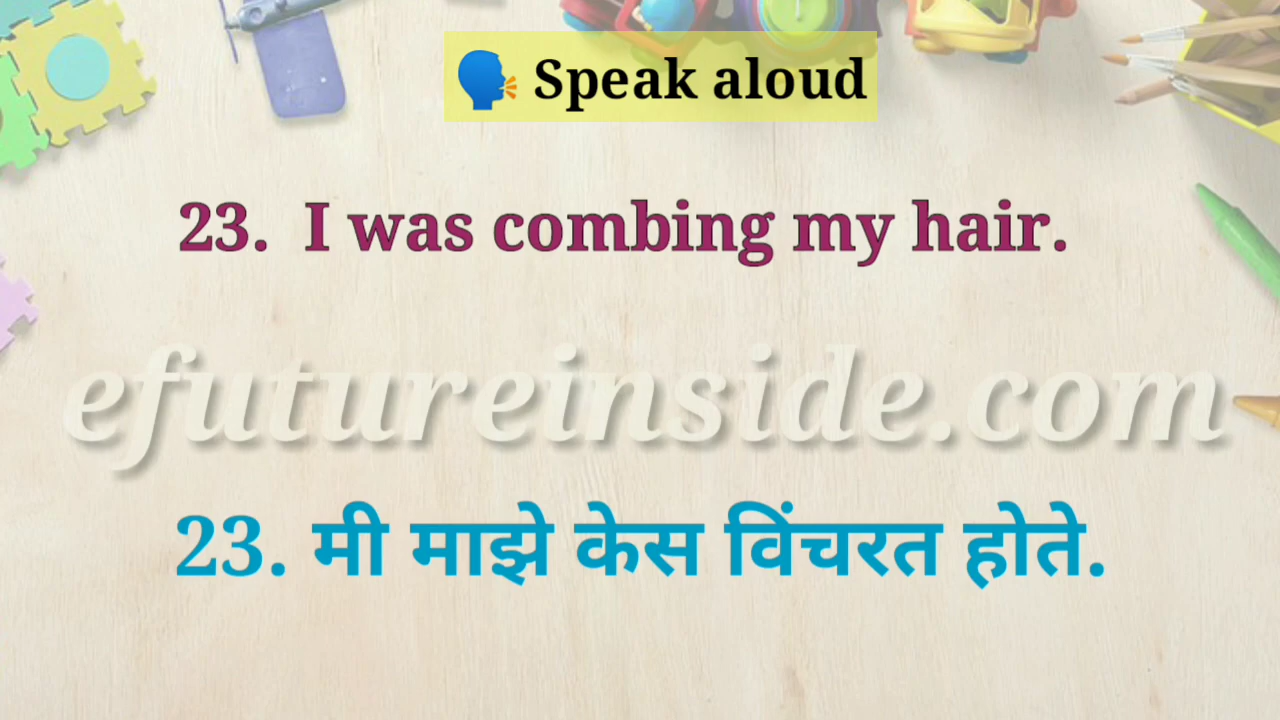 🗣 Speak aloud
23. I was combing my hair.
efutureinside.com
23. मी माझे केस विंचरत होते.